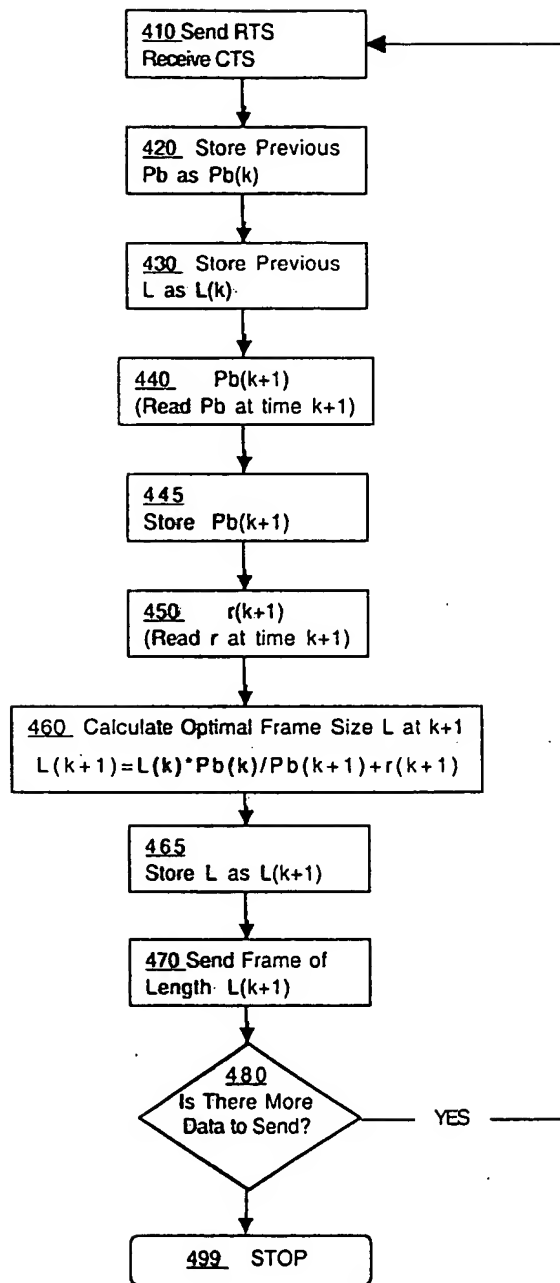 410 Send RTS
Receive CTS
420 Store Previous
Pb as Pb(k)
430 Store Previous
L as L(k)
440 Pb(k+1)
(Read Pb at time k+1)
445
Store Pb(k+1)
450 r(k+1)
(Read r at time k+1)
460 Calculate Optimal Frame Size L at k+1
L(k+1)=L(k)*Pb(k)/Pb(k+1)+r(k+1)
465
Store L as L(k+1)
470 Send Frame of
Length L(k+1)
480
Is There More
Data to Send?
YES
499 STOP